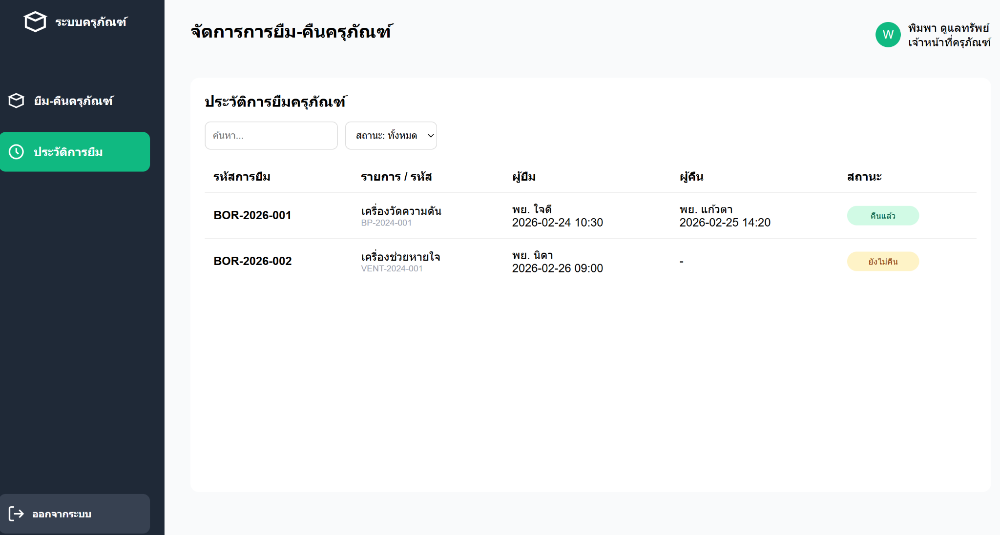 ระบบครุภัณฑ์
ยืม-คืนครุภัณฑ์
ประวัติการยืม
ออกจากระบบ
จัดการการยืม-คืนครุภัณฑ์
W
พิมพา ดูแลทรัพย์
เจ้าหน้าที่ครุภัณฑ์
ประวัติการยืมครุภัณฑ์
ค้นหา...
สถานะ: ทั้งหมด
รหัสการยืม รายการ / รหัส ผู้ยืม ผู้คืน สถานะ
BOR-2026-001
เครื่องวัดความดัน
BP-2024-001
พย. ใจดี
2026-02-24 10:30
พย. แก้วตา
2026-02-25 14:20
คืนแล้ว
BOR-2026-002
เครื่องช่วยหายใจ
VENT-2024-001
พย. นิดา
2026-02-26 09:00
-
ยังไม่คืน